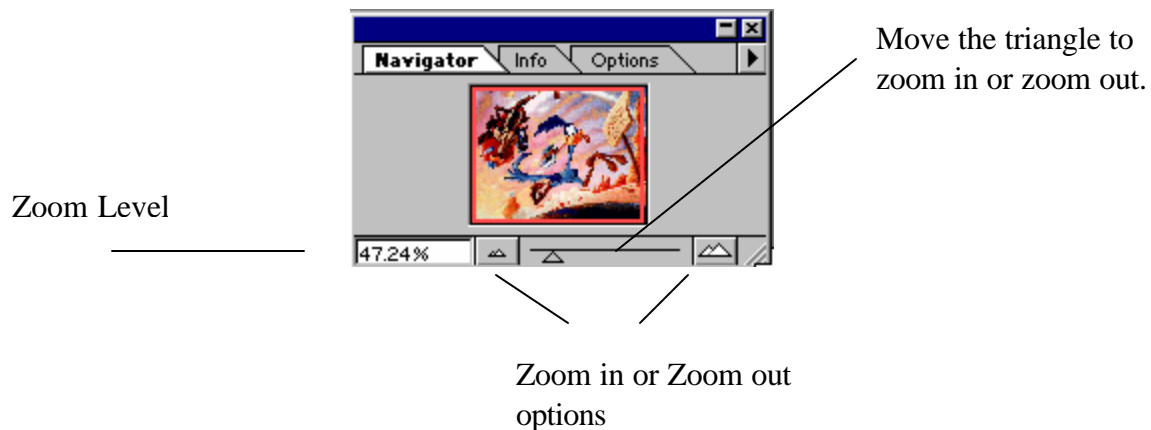 Navigator Info Options
Move the triangle to
zoom in or zoom out.
Zoom Level
47.24%
Zoom in or Zoom out
options